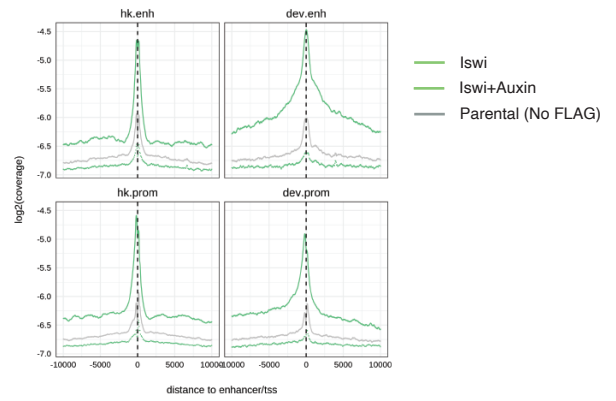 hk.enh
dev.enh
-4.5
-5.0
-5.5
-6.0
-6.5
-7.0
hk.prom
dev.prom
-4.5
-5.0
-5.5
-6.0
-6.5
-7.0
-10000 -5000 0 5000 10000
-10000 -5000 0 5000 10000
log2(coverage)
distance to enhancer/tss
Iswi
Iswi+Auxin
Parental (No FLAG)